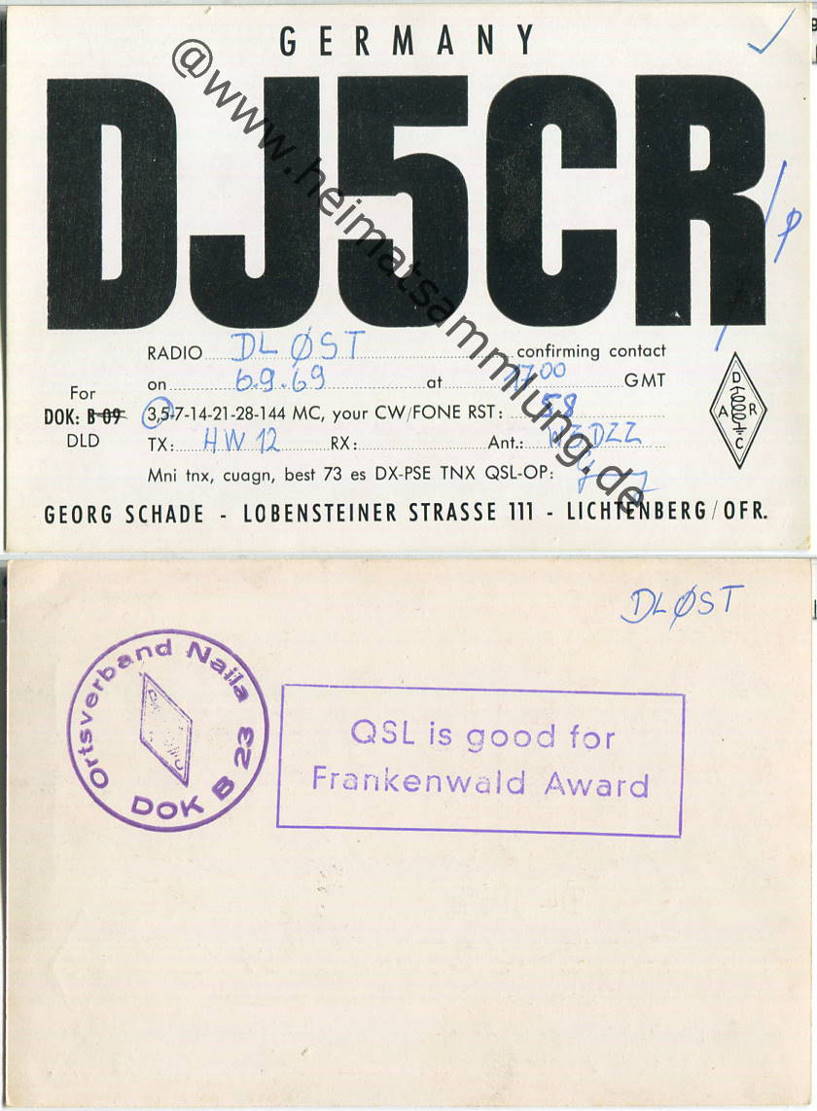 GERMANY
DJ5CR /p
@www.heimatsammlung.de
RADIO DL ØST confirming contact
on 6.9.69 at 1700 GMT
For
DOK: B 09
DLD
3,5-7-14-21-28-144 MC, your CW/FONE RST: 58
TX: HW 12 RX: Ant.: W3DZZ
Mni tnx, cuagn, best 73 es DX-PSE TNX QSL-OP:
D
A R
C
GEORG SCHADE - LOBENSTEINER STRASSE 111 - LICHTENBERG/OFR.
DLØST
Ortsverband Naila
DOK B 23
QSL is good for
Frankenwald Award